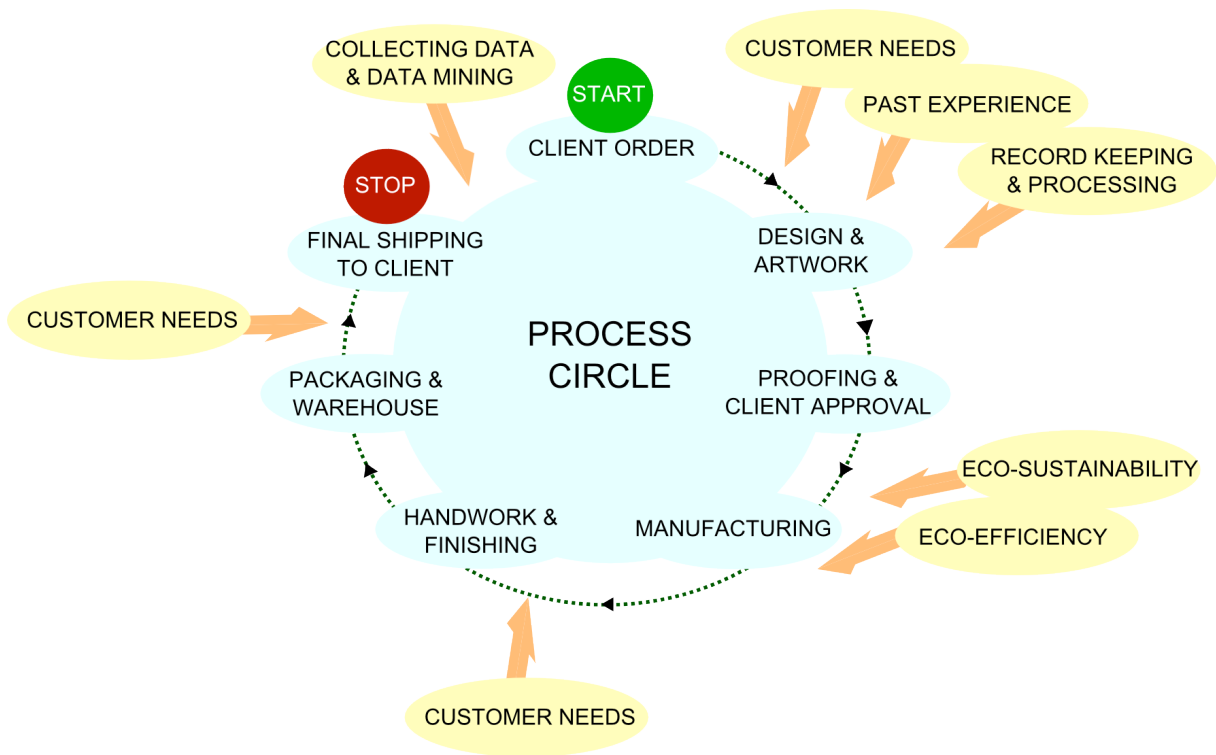 COLLECTING DATA
& DATA MINING
START
CLIENT ORDER
CUSTOMER NEEDS
PAST EXPERIENCE
RECORD KEEPING
& PROCESSING
STOP
FINAL SHIPPING
TO CLIENT
DESIGN &
ARTWORK
CUSTOMER NEEDS
PROCESS
CIRCLE
PACKAGING &
WAREHOUSE
PROOFING &
CLIENT APPROVAL
ECO-SUSTAINABILITY
ECO-EFFICIENCY
HANDWORK &
FINISHING
MANUFACTURING
CUSTOMER NEEDS